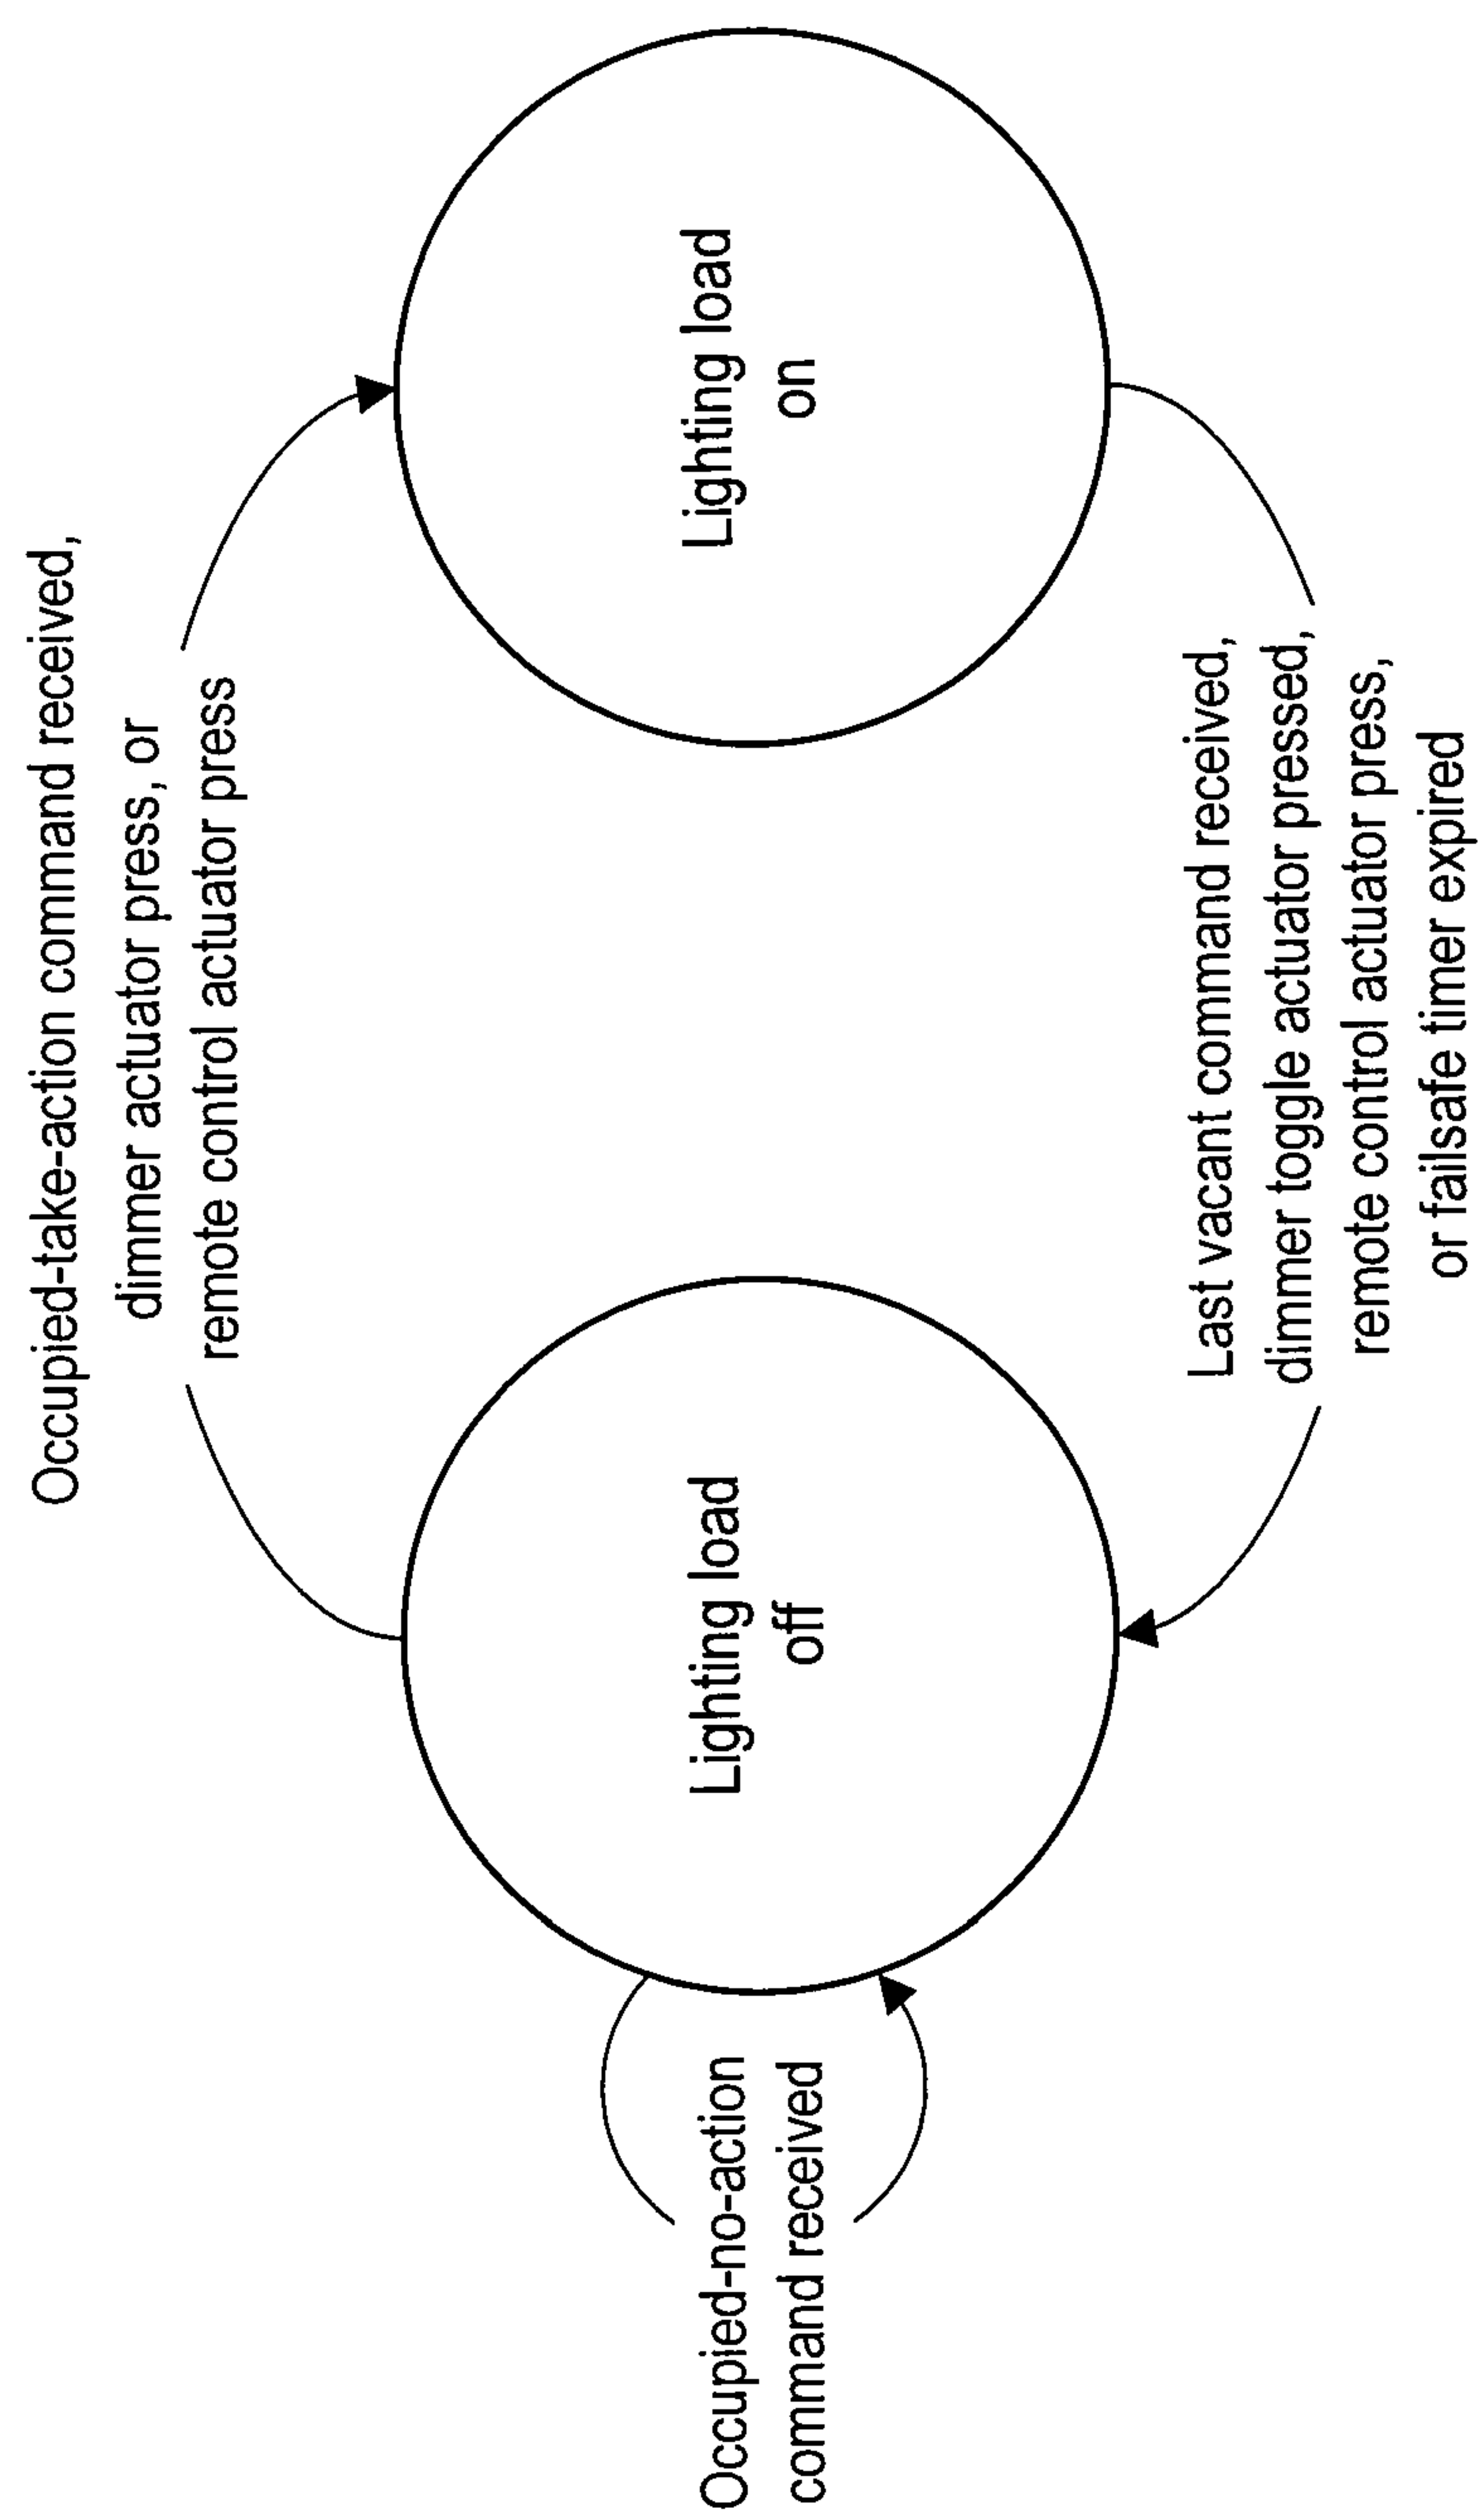 Occupied-take-action command received,
dimmer actuator press, or
remote control actuator press
Occupied-no-action
command received
Lighting load
off
Lighting load
on
Last vacant command received,
dimmer toggle actuator pressed,
remote control actuator press,
or failsafe timer expired